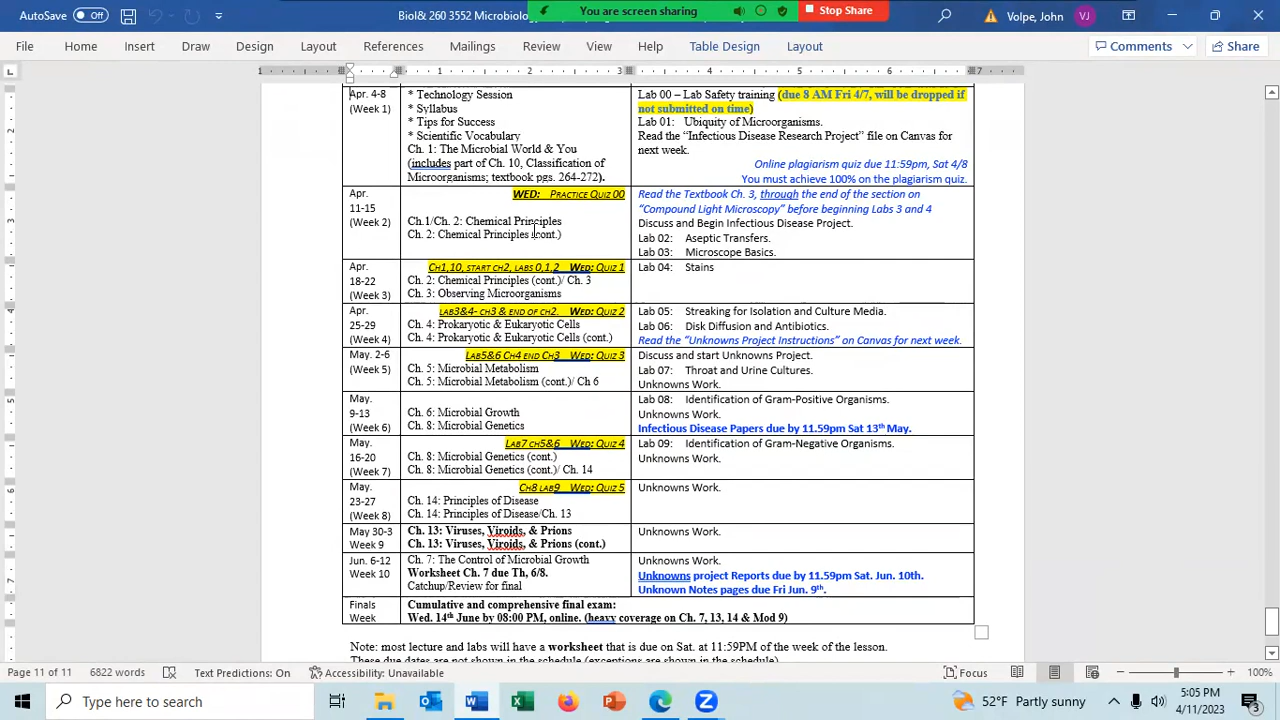 AutoSave Off
Biol& 260 3552 Microbiology
You are screen sharing
Stop Share
Volpe, John
VJ
File Home Insert Draw Design Layout References Mailings Review View Help Table Design Layout
Comments
Share
1 1 2 3 4 5 6 7
Apr. 4-8
(Week 1)
* Technology Session
* Syllabus
* Tips for Success
* Scientific Vocabulary
Ch. 1: The Microbial World & You
(includes part of Ch. 10, Classification of
Microorganisms; textbook pgs. 264-272).
Lab 00 – Lab Safety training (due 8 AM Fri 4/7, will be dropped if
not submitted on time)
Lab 01: Ubiquity of Microorganisms.
Read the “Infectious Disease Research Project” file on Canvas for
next week.
Online plagiarism quiz due 11:59pm, Sat 4/8
You must achieve 100% on the plagiarism quiz.
Apr.
11-15
(Week 2)
WED: PRACTICE QUIZ 00
Ch.1/Ch. 2: Chemical Principles
Ch. 2: Chemical Principles (cont.)
Read the Textbook Ch. 3, through the end of the section on
“Compound Light Microscopy” before beginning Labs 3 and 4
Discuss and Begin Infectious Disease Project.
Lab 02: Aseptic Transfers.
Lab 03: Microscope Basics.
Apr.
18-22
(Week 3)
CH1,10, START CH2, LABS 0,1,2 WED: QUIZ 1
Ch. 2: Chemical Principles (cont.)/ Ch. 3
Ch. 3: Observing Microorganisms
Lab 04: Stains
Apr.
25-29
(Week 4)
LAB3&4- CH3 & END OF CH2. WED: QUIZ 2
Ch. 4: Prokaryotic & Eukaryotic Cells
Ch. 4: Prokaryotic & Eukaryotic Cells (cont.)
Lab 05: Streaking for Isolation and Culture Media.
Lab 06: Disk Diffusion and Antibiotics.
Read the “Unknowns Project Instructions” on Canvas for next week.
May. 2-6
(Week 5)
LAB5&6 CH4 END CH3 WED: QUIZ 3
Ch. 5: Microbial Metabolism
Ch. 5: Microbial Metabolism (cont.)/ Ch 6
Discuss and start Unknowns Project.
Lab 07: Throat and Urine Cultures.
Unknowns Work.
May.
9-13
(Week 6)
Ch. 6: Microbial Growth
Ch. 8: Microbial Genetics
Lab 08: Identification of Gram-Positive Organisms.
Unknowns Work.
Infectious Disease Papers due by 11.59pm Sat 13th May.
May.
16-20
(Week 7)
LAB7 CH5&6 WED: QUIZ 4
Ch. 8: Microbial Genetics (cont.)
Ch. 8: Microbial Genetics (cont.)/ Ch. 14
Lab 09: Identification of Gram-Negative Organisms.
Unknowns Work.
May.
23-27
(Week 8)
CH8 LAB9 WED: QUIZ 5
Ch. 14: Principles of Disease
Ch. 14: Principles of Disease/Ch. 13
Unknowns Work.
May 30-3
Week 9
Ch. 13: Viruses, Viroids, & Prions
Ch. 13: Viruses, Viroids, & Prions (cont.)
Unknowns Work.
Jun. 6-12
Week 10
Ch. 7: The Control of Microbial Growth
Worksheet Ch. 7 due Th, 6/8.
Catchup/Review for final
Unknowns Work.
Unknowns project Reports due by 11.59pm Sat. Jun. 10th.
Unknown Notes pages due Fri Jun. 9th.
Finals
Week
Cumulative and comprehensive final exam:
Wed. 14th June by 08:00 PM, online. (heavy coverage on Ch. 7, 13, 14 & Mod 9)
Note: most lecture and labs will have a worksheet that is due on Sat. at 11:59PM of the week of the lesson.
These due dates are not shown in the schedule (exceptions are shown in the schedule)
Page 11 of 11 6822 words Text Predictions: On Accessibility: Unavailable Focus 100%
Type here to search
52°F Partly sunny
5:05 PM
4/11/2023
3